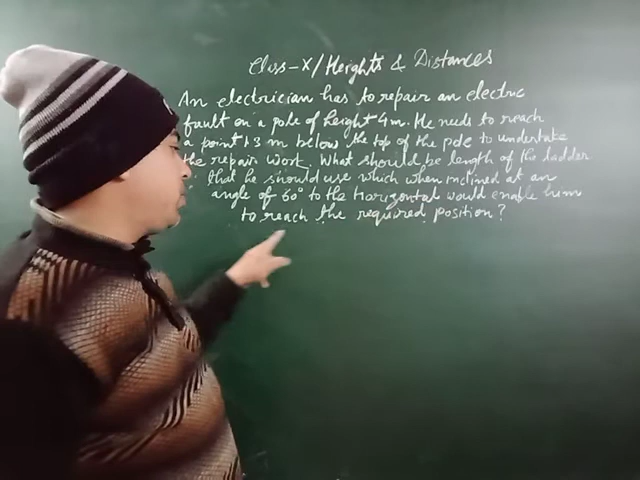 Class-X/Heights & Distances
An electrician has to repair an electric
fault on a pole of height 4m. He needs to reach
a point 1.3 m below the top of the pole to undertake
the repair work. What should be length of the ladder
that he should use which when inclined at an
angle of 60° to the Horizontal would enable him
to reach the required position?